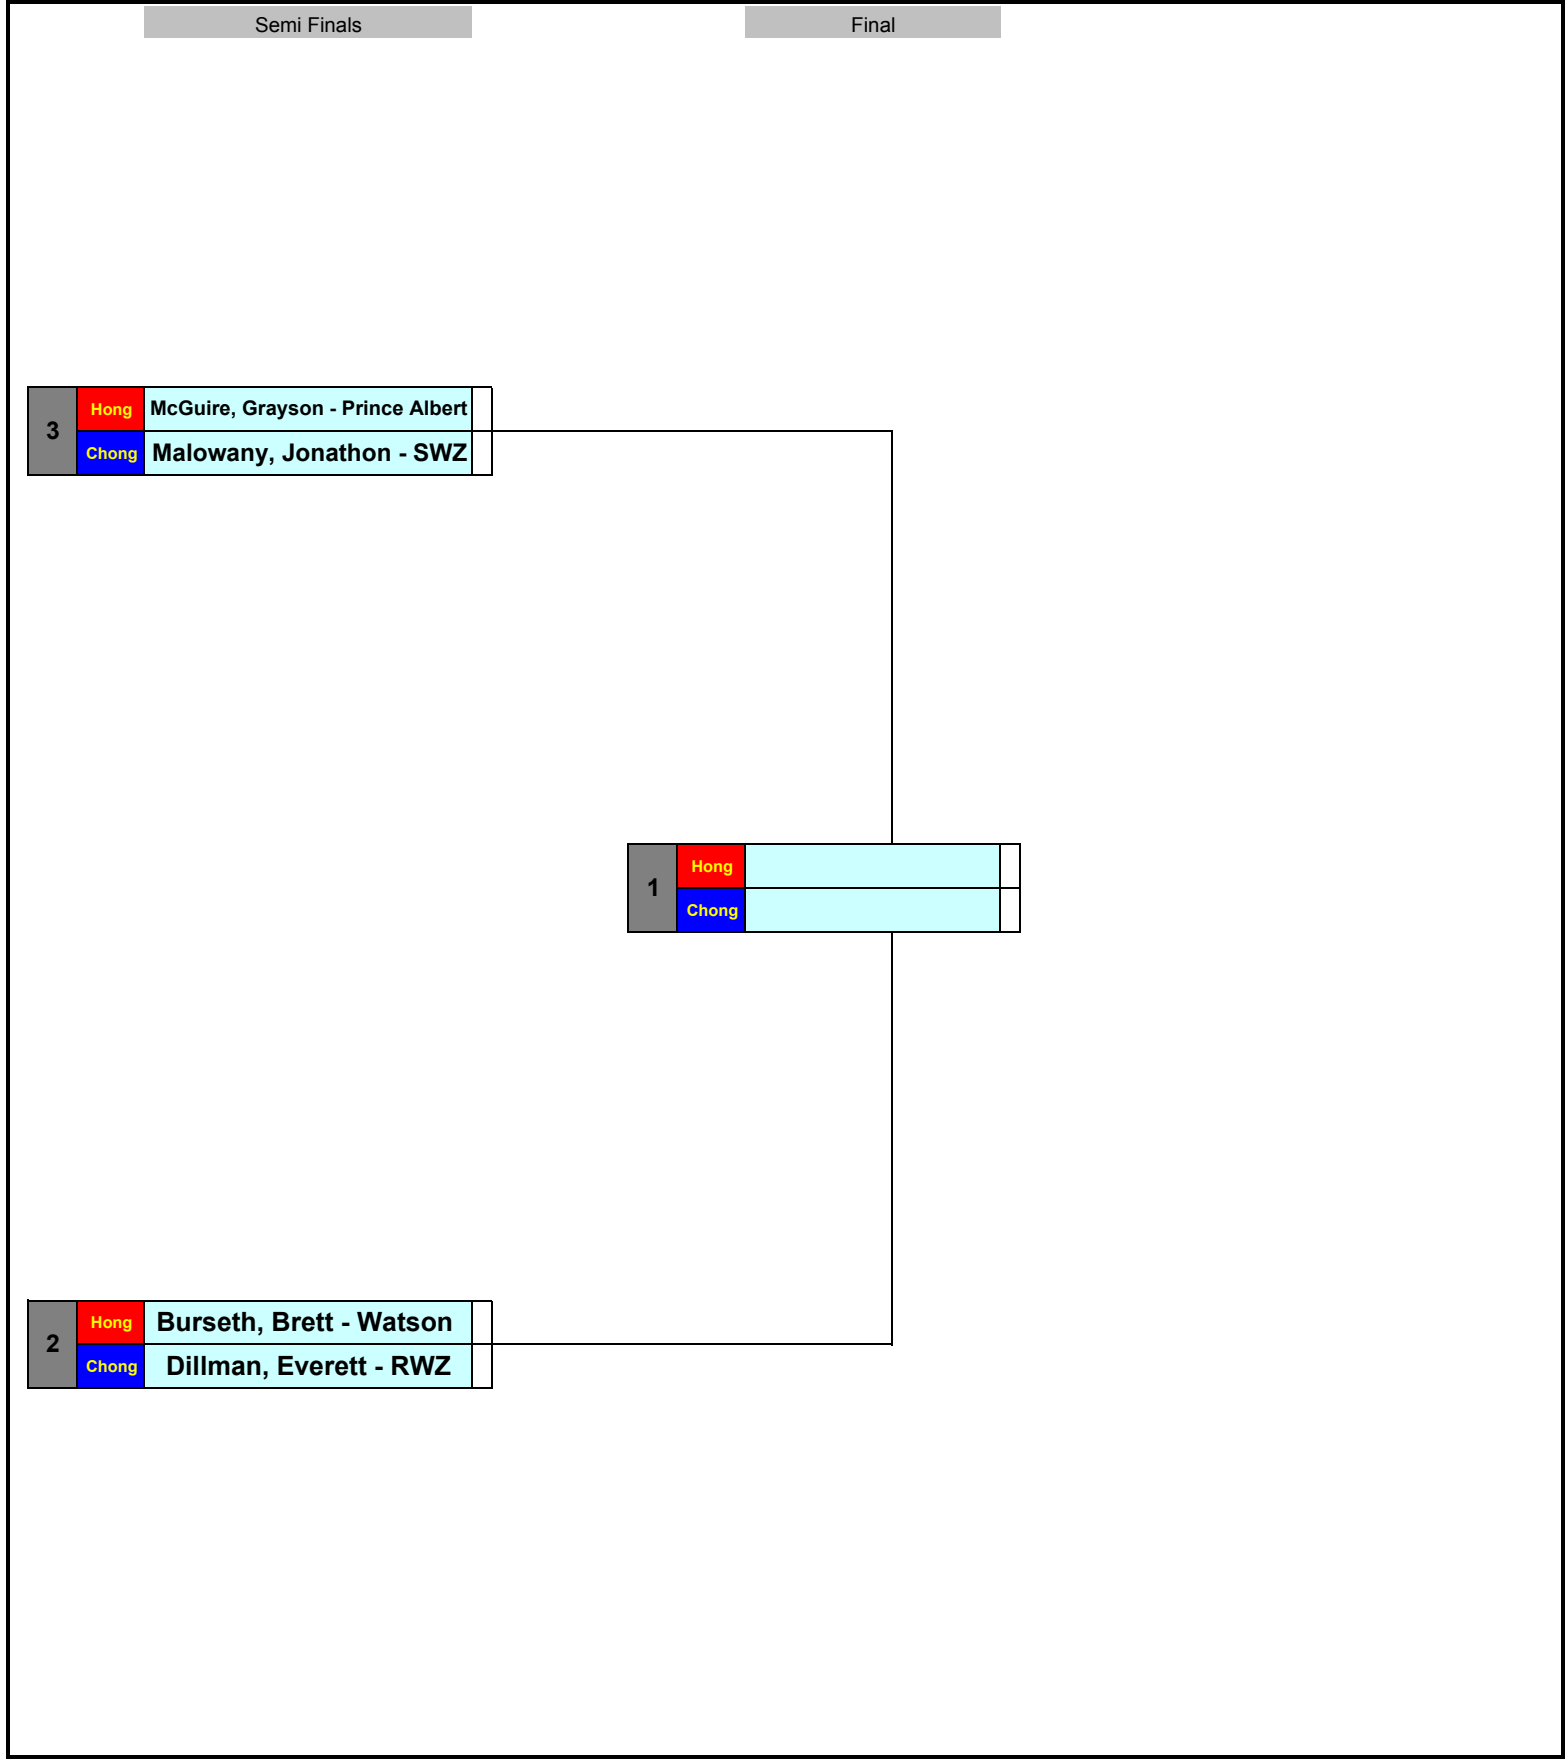 Semi Finals
Final
3
Hong
McGuire, Grayson - Prince Albert
Chong
Malowany, Jonathon - SWZ
1
Hong
Chong
2
Hong
Burseth, Brett - Watson
Chong
Dillman, Everett - RWZ